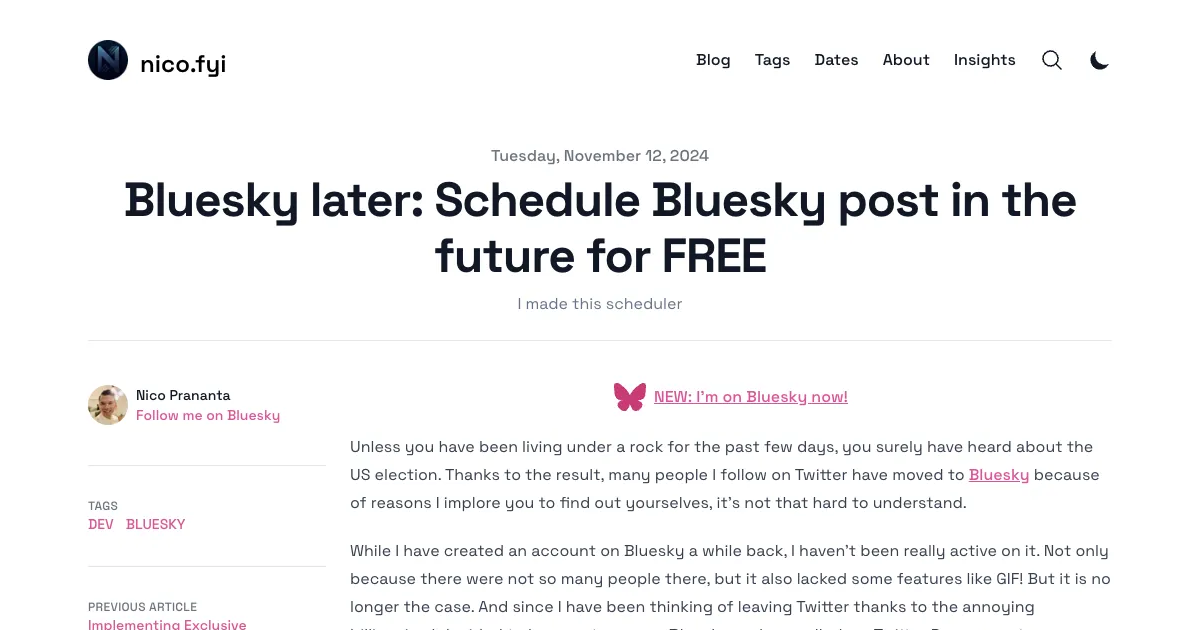 nico.fyi
Blog Tags Dates About Insights
Tuesday, November 12, 2024
Bluesky later: Schedule Bluesky post in the
future for FREE
I made this scheduler
Nico Prananta
Follow me on Bluesky
TAGS
DEV BLUESKY
PREVIOUS ARTICLE
Implementing Exclusive
NEW: I'm on Bluesky now!
Unless you have been living under a rock for the past few days, you surely have heard about the
US election. Thanks to the result, many people I follow on Twitter have moved to Bluesky because
of reasons I implore you to find out yourselves, it's not that hard to understand.
While I have created an account on Bluesky a while back, I haven't been really active on it. Not only
because there were not so many people there, but it also lacked some features like GIF! But it is no
longer the case. And since I have been thinking of leaving Twitter thanks to the annoying